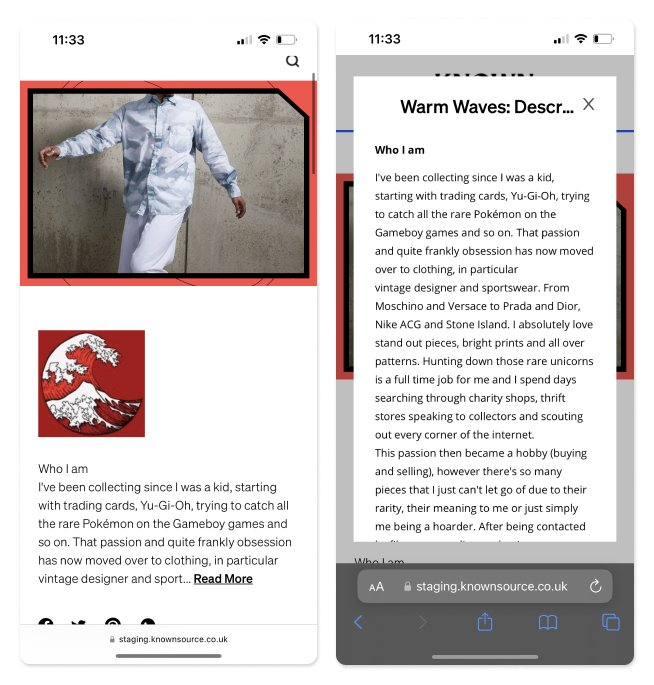 11:33
Who I am
I've been collecting since I was a kid, starting
with trading cards, Yu-Gi-Oh, trying to catch all
the rare Pokémon on the Gameboy games and
so on. That passion and quite frankly obsession
has now moved over to clothing, in particular
vintage designer and sport... Read More
staging.knownsource.co.uk
11:33
KNOWN
Warm Waves: Descr... X
Who I am
I've been collecting since I was a kid,
starting with trading cards, Yu-Gi-Oh, trying
to catch all the rare Pokémon on the
Gameboy games and so on. That passion
and quite frankly obsession has now moved
over to clothing, in particular
vintage designer and sportswear. From
Moschino and Versace to Prada and Dior,
Nike ACG and Stone Island. I absolutely love
stand out pieces, bright prints and all over
patterns. Hunting down those rare unicorns
is a full time job for me and I spend days
searching through charity shops, thrift
stores speaking to collectors and scouting
out every corner of the internet.
This passion then became a hobby (buying
and selling), however there's so many
pieces that I just can't let go of due to their
rarity, their meaning to me or just simply
me being a hoarder. After being contacted
Who I am
AA staging.knownsource.co.uk